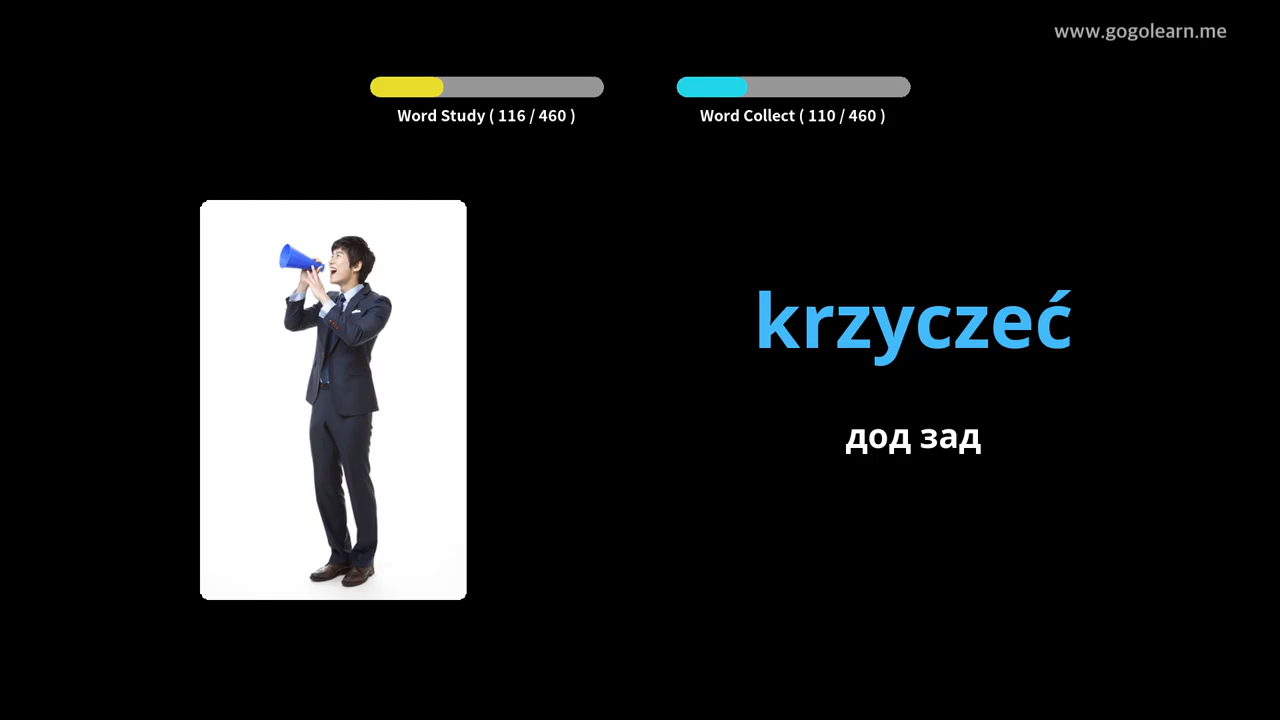 www.gogolearn.me
Word Study ( 116 / 460 )
Word Collect ( 110 / 460 )
krzyczeć
дод зад